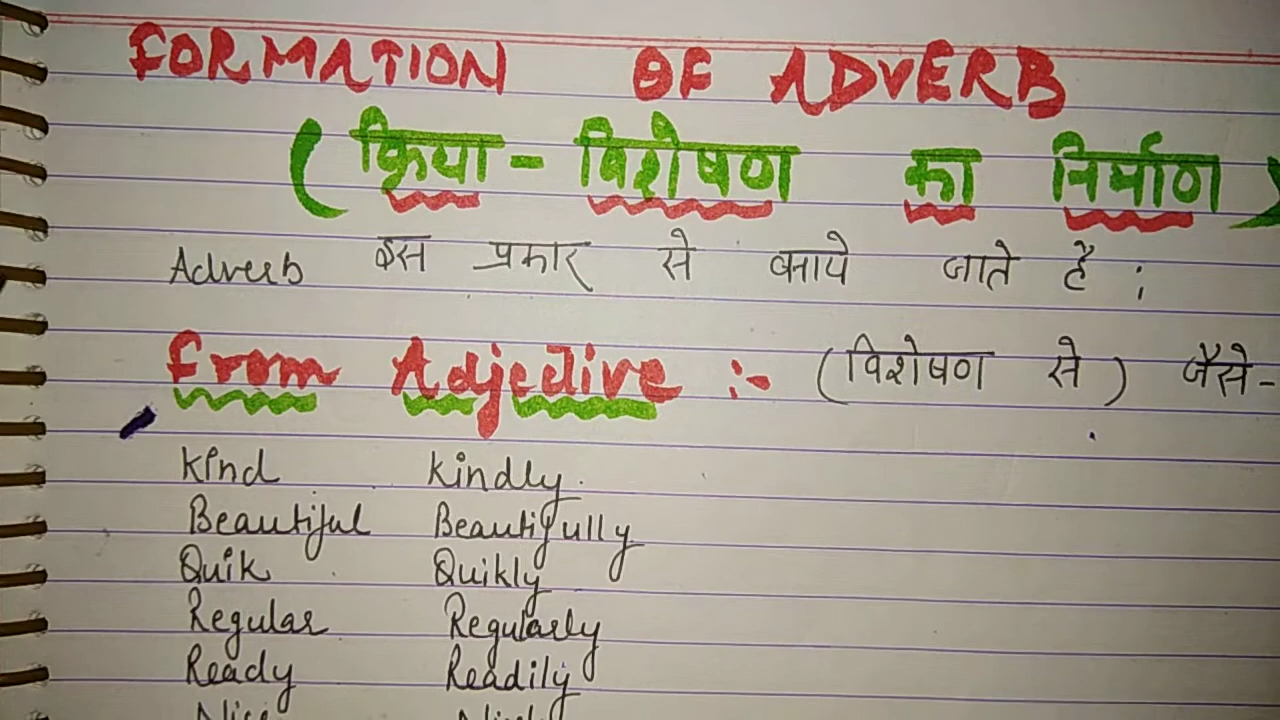 FORMATION OF ADVERB
(क्रिया - विशेषण का निर्माण)
Adverb इस प्रकार से बनाये जाते हैं ;
From Adjective :- (विशेषण से) जैसे-
Kind Kindly.
Beautiful Beautifully
Quik Quikly
Regular Regularly
Ready Readily